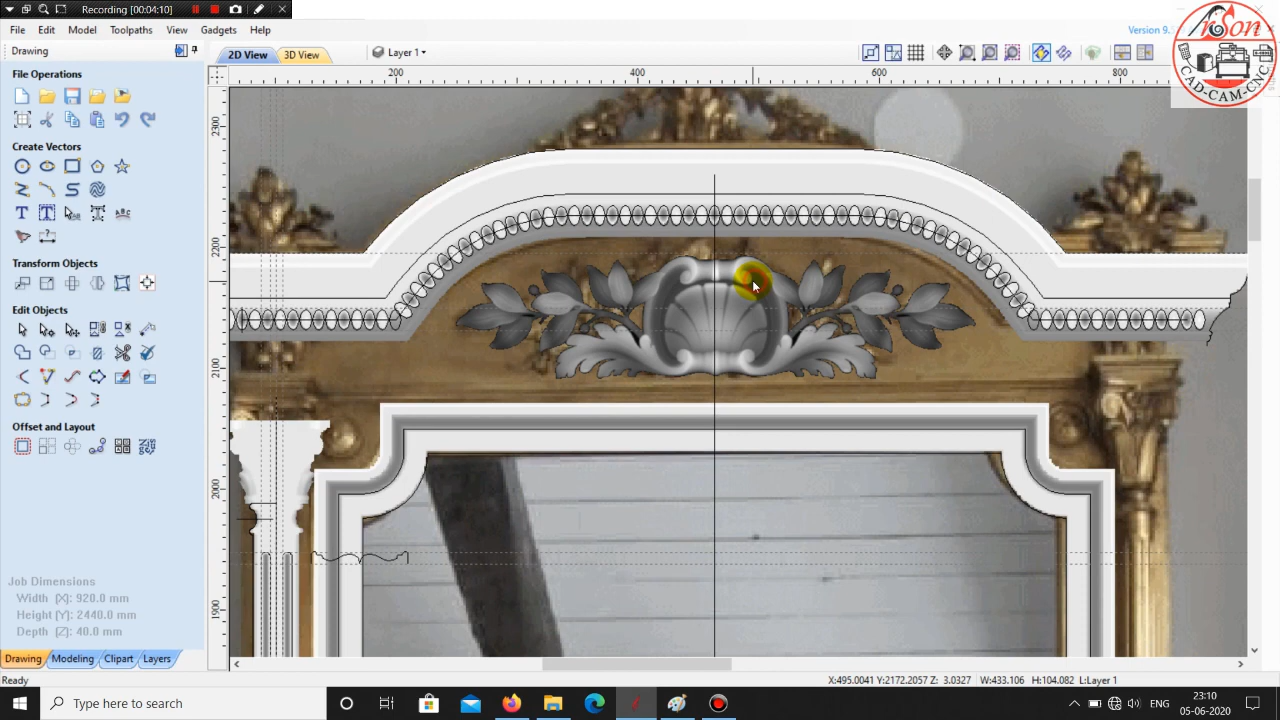 Recording [00:04:10]
File Edit Model Toolpaths View Gadgets Help
Version 9.
Drawing
2D View 3D View Layer 1
200 400 600 800
File Operations
2300
Create Vectors
2200
Transform Objects
Edit Objects
2100
Offset and Layout
2000
1900
Job Dimensions
Width [X]: 920.0 mm
Height [Y]: 2440.0 mm
Depth [Z]: 40.0 mm
Drawing Modeling Clipart Layers
Ready
X:495.0041 Y:2172.2057 Z: 3.0327 W:433.106 H:104.082 L:Layer 1
Type here to search
ENG
23:10
05-06-2020
CAD-CAM-CNC